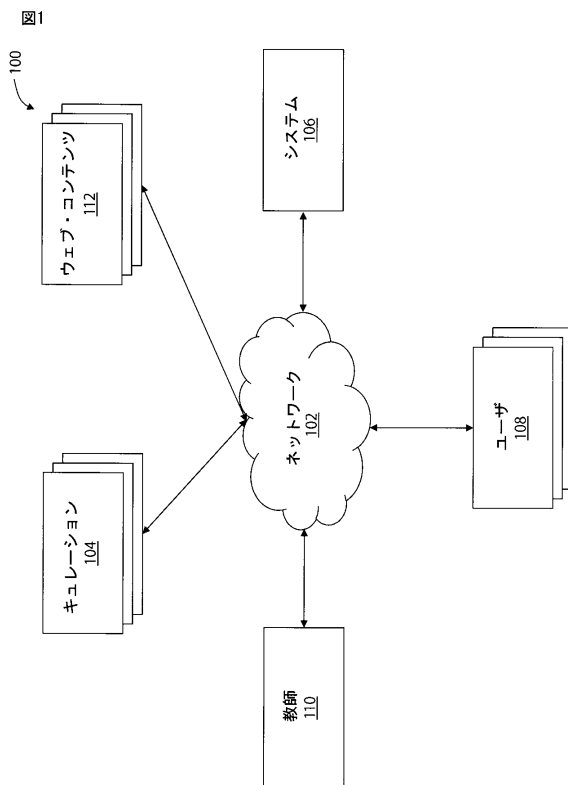 図1
100
ウェブ・コンテンツ
112
キュレーション
104
システム
106
ネットワーク
102
教師
110
ユーザ
108